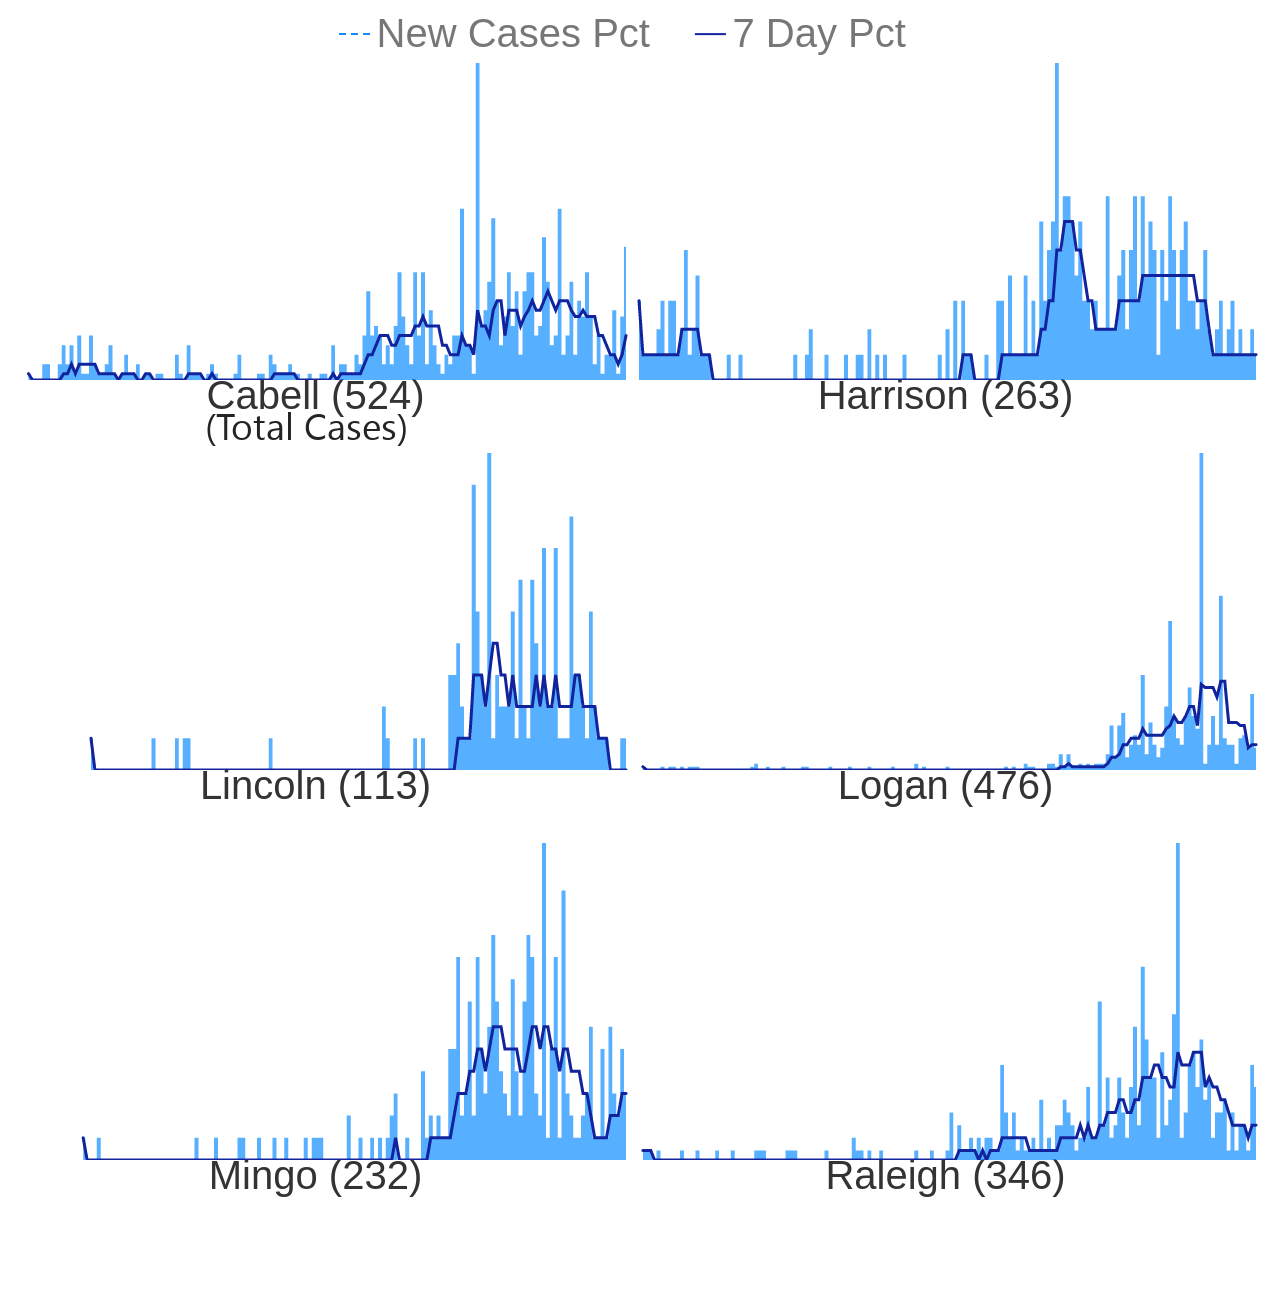 New Cases Pct 7 Day Pct
Cabell (524) Harrison (263)
(Total Cases)
Lincoln (113) Logan (476)
Mingo (232) Raleigh (346)